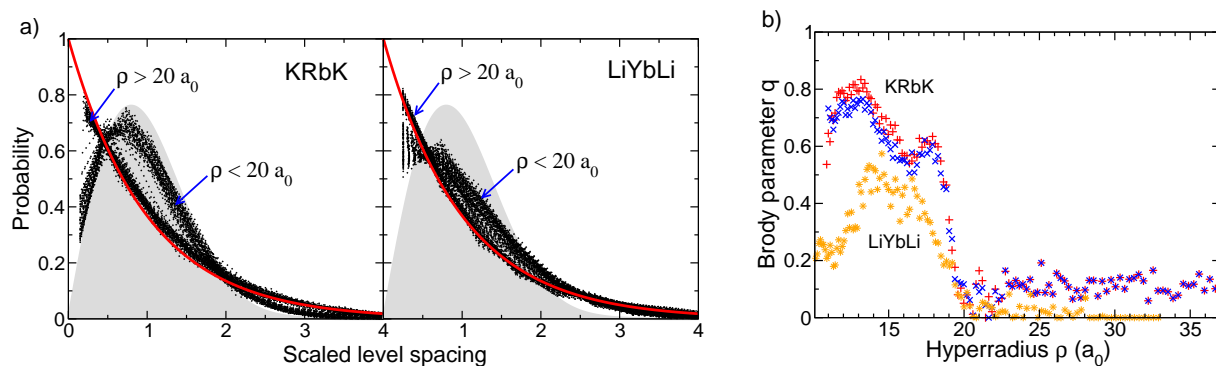 a)
KRbK
LiYbLi
ρ > 20 a0
ρ < 20 a0
ρ > 20 a0
ρ < 20 a0
Probability
1
0.8
0.6
0.4
0.2
0
0 1 2 3 4 1 2 3 4
Scaled level spacing
b)
Brody parameter q
1
0.8
0.6
0.4
0.2
0
KRbK
LiYbLi
15 20 25 30 35
Hyperradius ρ (a0)